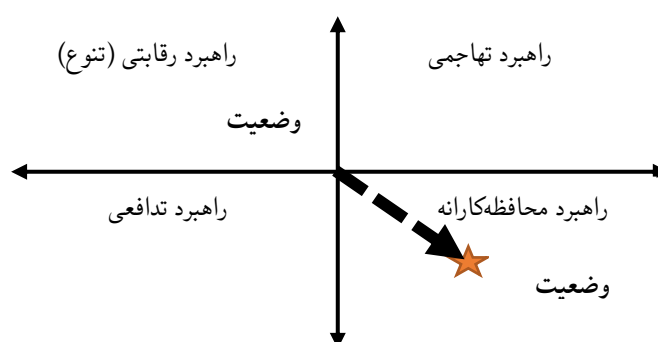 راهبرد تهاجمی
راهبرد رقابتی (تنوع)
وضعیت
راهبرد محافظه‌کارانه
راهبرد تدافعی
وضعیت